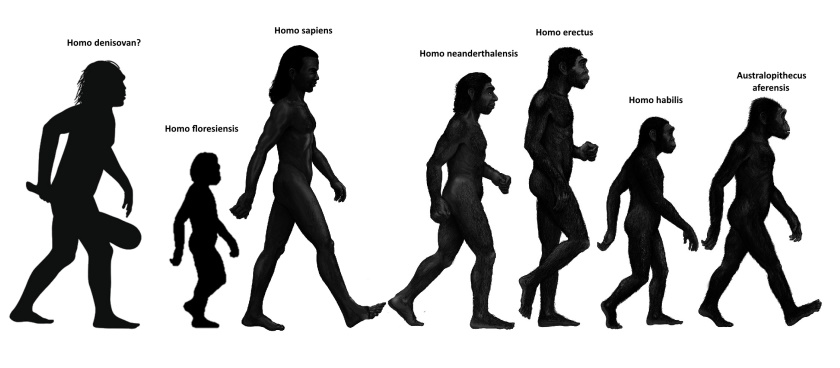 Homo denisovan?
Homo floresiensis
Homo sapiens
Homo neanderthalensis
Homo erectus
Homo habilis
Australopithecus
aferensis